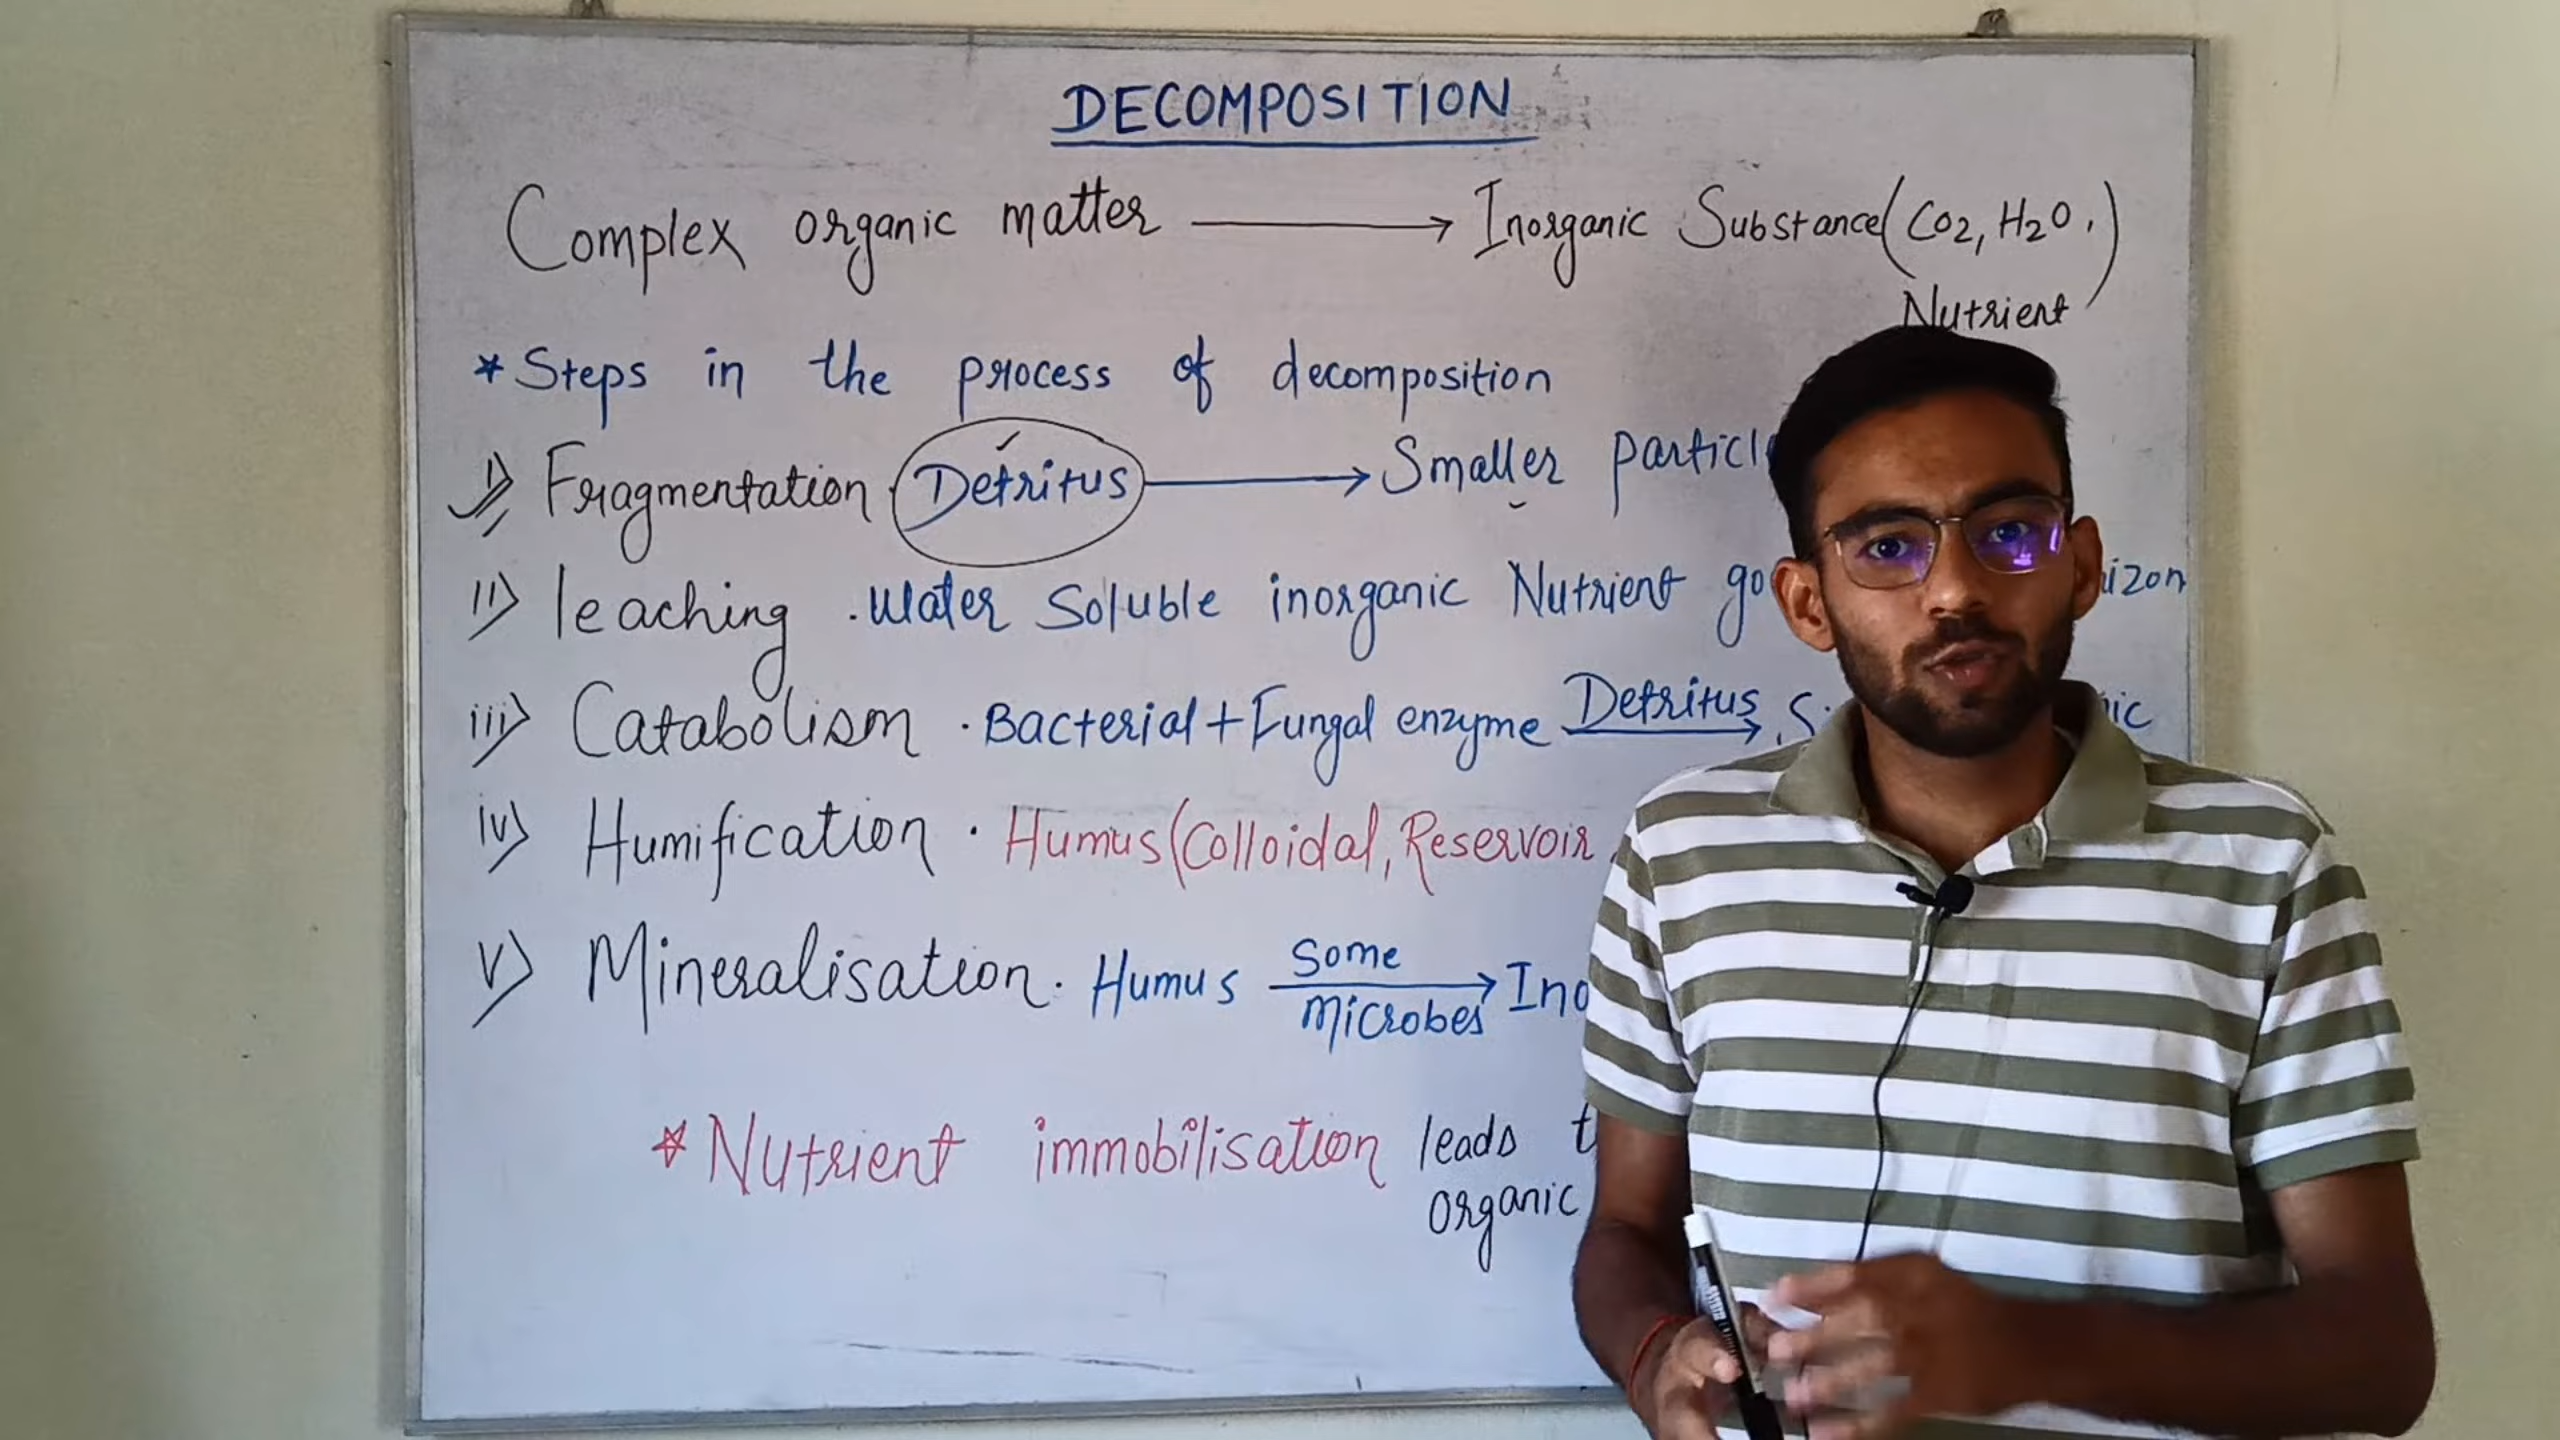 DECOMPOSITION
Complex organic matter → Inorganic Substance (CO2, H2O,
Nutrient)
* Steps in the process of decomposition
i) Fragmentation . Detritus → Smaller
ii) leaching . Water Soluble inorganic Nutrient
iii) Catabolism . Bacterial + Fungal enzyme Detritus →
iv) Humification . Humus (Colloidal, Reservoir
v) Mineralisation . Humus Some Microbes →
* Nutrient immobilisation leads
organic